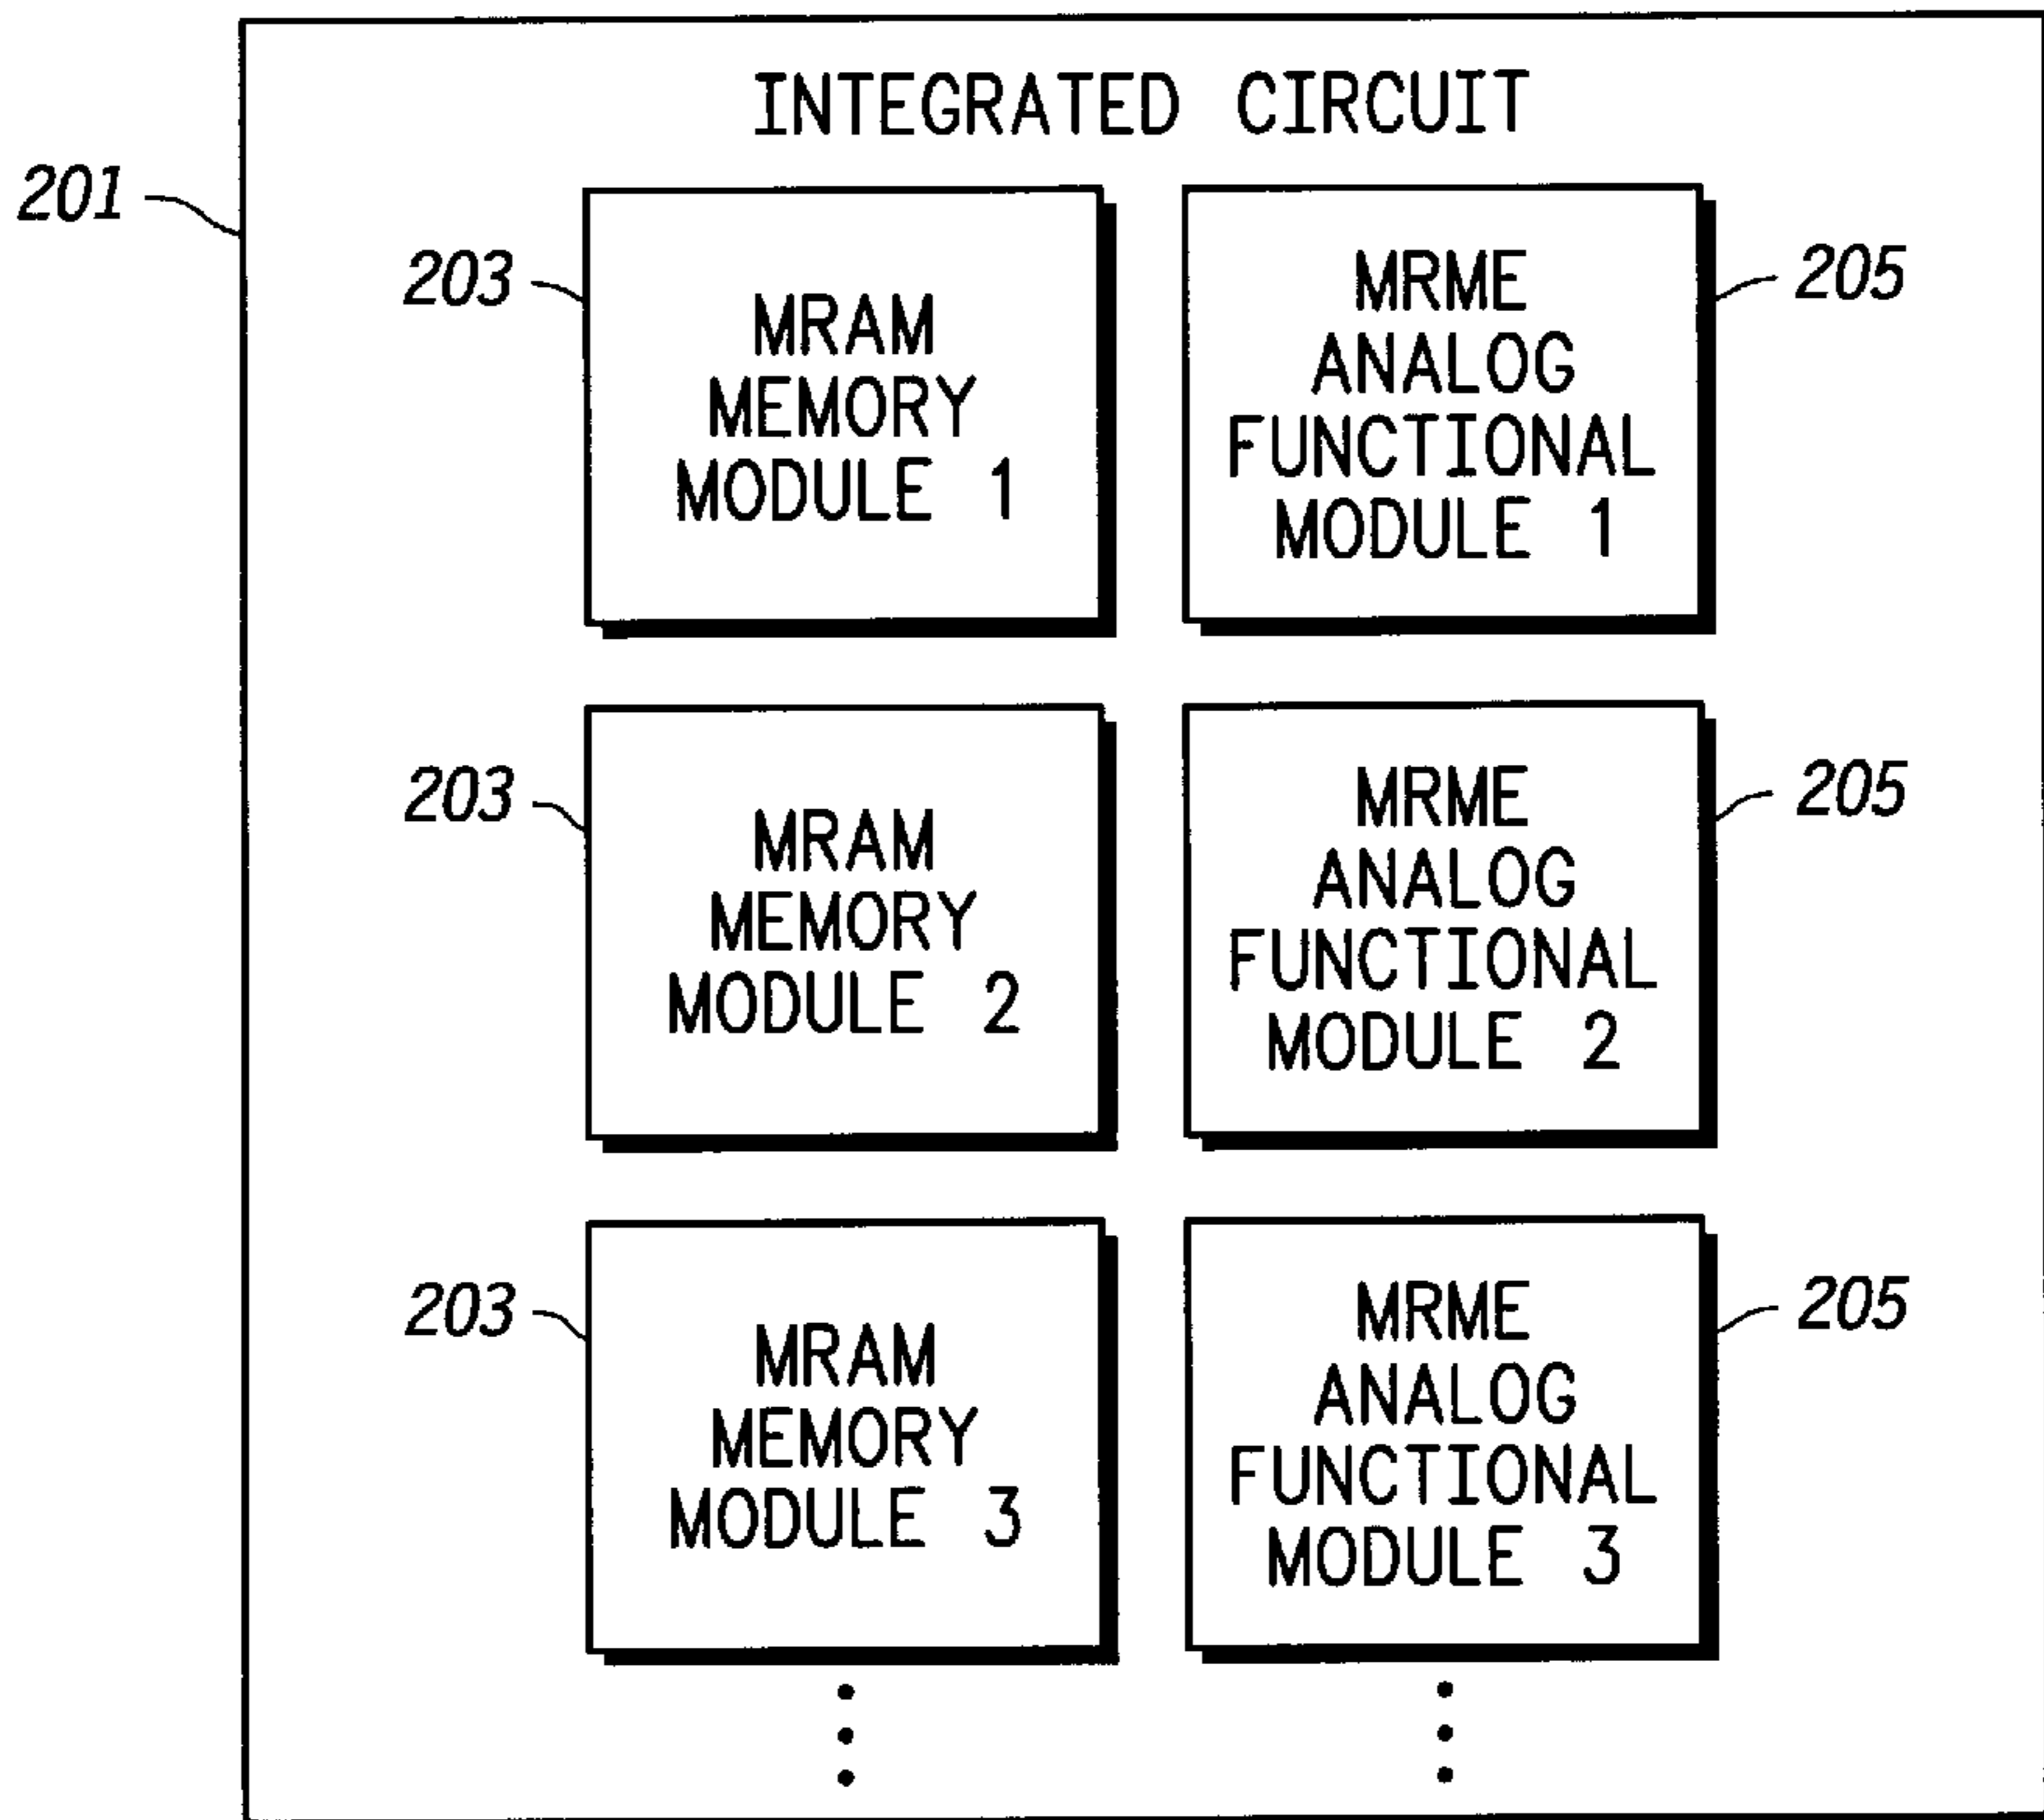 INTEGRATED CIRCUIT
201
203
MRAM
MEMORY
MODULE 1
MRME
ANALOG
FUNCTIONAL
MODULE 1
205
203
MRAM
MEMORY
MODULE 2
MRME
ANALOG
FUNCTIONAL
MODULE 2
205
203
MRAM
MEMORY
MODULE 3
MRME
ANALOG
FUNCTIONAL
MODULE 3
205